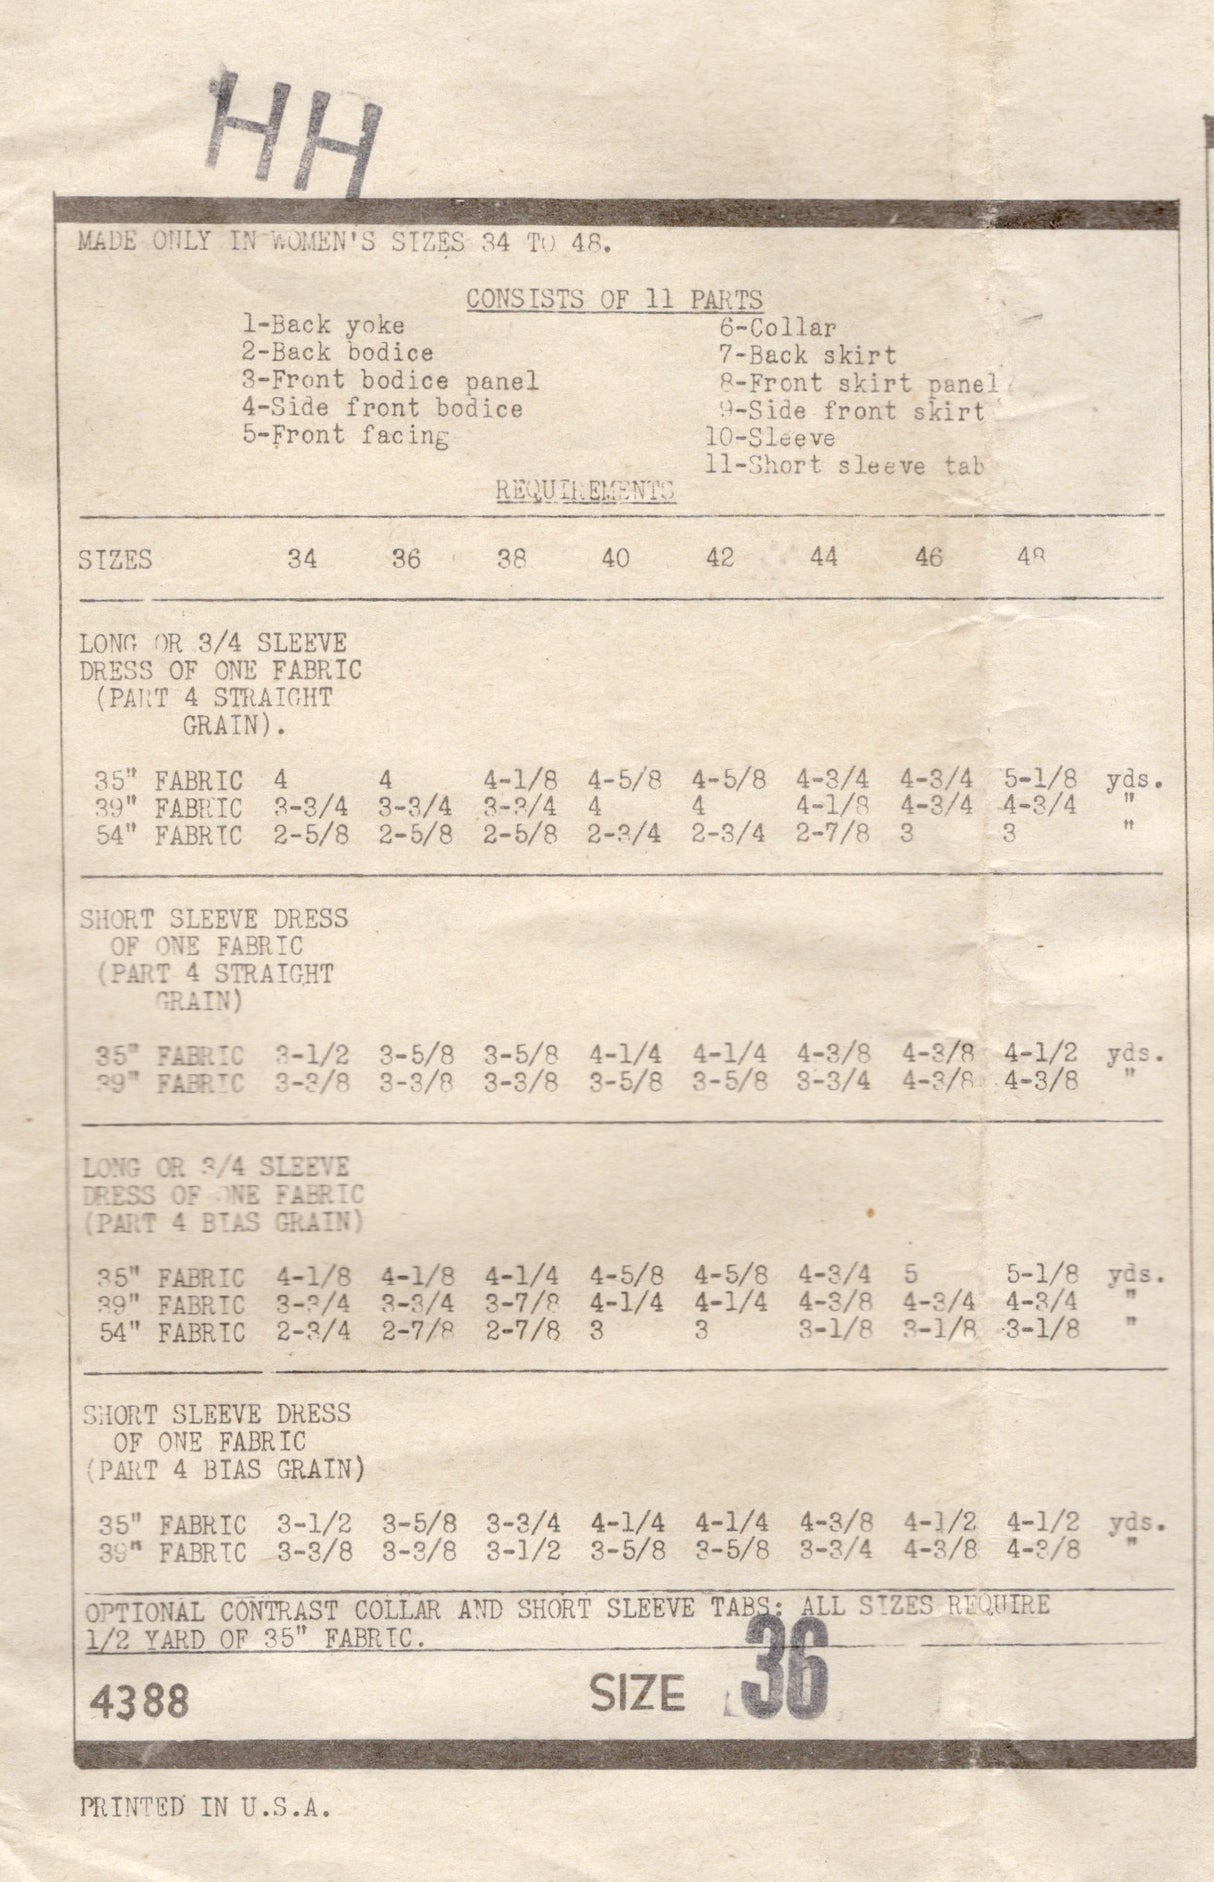 HH
MADE ONLY IN WOMEN'S SIZES 34 TO 48.
CONSISTS OF 11 PARTS
1-Back yoke 6-Collar
2-Back bodice 7-Back skirt
3-Front bodice panel 8-Front skirt panel
4-Side front bodice 9-Side front skirt
5-Front facing 10-Sleeve
11-Short sleeve tab
REQUIREMENTS
SIZES 34 36 38 40 42 44 46 48
LONG OR 3/4 SLEEVE
DRESS OF ONE FABRIC
(PART 4 STRAIGHT
GRAIN).
35" FABRIC 4 4 4-1/8 4-5/8 4-5/8 4-3/4 4-3/4 5-1/8 yds.
39" FABRIC 3-3/4 3-3/4 3-3/4 4 4 4-1/8 4-3/4 4-3/4 "
54" FABRIC 2-5/8 2-5/8 2-5/8 2-3/4 2-3/4 2-7/8 3 3 "
SHORT SLEEVE DRESS
OF ONE FABRIC
(PART 4 STRAIGHT
GRAIN)
35" FABRIC 3-1/2 3-5/8 3-5/8 4-1/4 4-1/4 4-3/8 4-3/8 4-1/2 yds.
39" FABRIC 3-3/8 3-3/8 3-3/8 3-5/8 3-5/8 3-3/4 4-3/8 4-3/8 "
LONG OR 3/4 SLEEVE
DRESS OF ONE FABRIC
(PART 4 BIAS GRAIN)
35" FABRIC 4-1/8 4-1/8 4-1/4 4-5/8 4-5/8 4-3/4 5 5-1/8 yds.
39" FABRIC 3-3/4 3-3/4 3-7/8 4-1/4 4-1/4 4-3/8 4-3/4 4-3/4 "
54" FABRIC 2-3/4 2-7/8 2-7/8 3 3 3-1/8 3-1/8 3-1/8 "
SHORT SLEEVE DRESS
OF ONE FABRIC
(PART 4 BIAS GRAIN)
35" FABRIC 3-1/2 3-5/8 3-3/4 4-1/4 4-1/4 4-3/8 4-1/2 4-1/2 yds.
39" FABRIC 3-3/8 3-3/8 3-1/2 3-5/8 3-5/8 3-3/4 4-3/8 4-3/8 "
OPTIONAL CONTRAST COLLAR AND SHORT SLEEVE TABS: ALL SIZES REQUIRE
1/2 YARD OF 35" FABRIC.
4388 SIZE 36
PRINTED IN U.S.A.